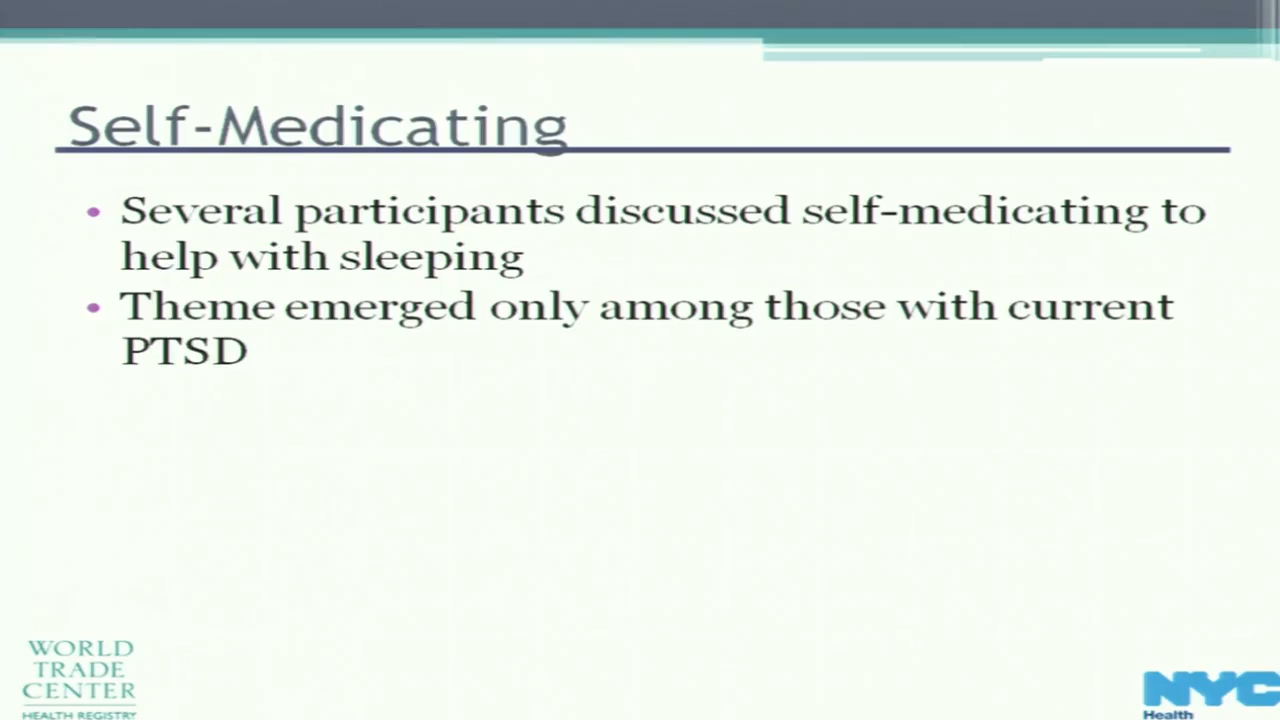 Self-Medicating
• Several participants discussed self-medicating to
help with sleeping
• Theme emerged only among those with current
PTSD
WORLD
TRADE
CENTER
HEALTH REGISTRY
NYC
Health